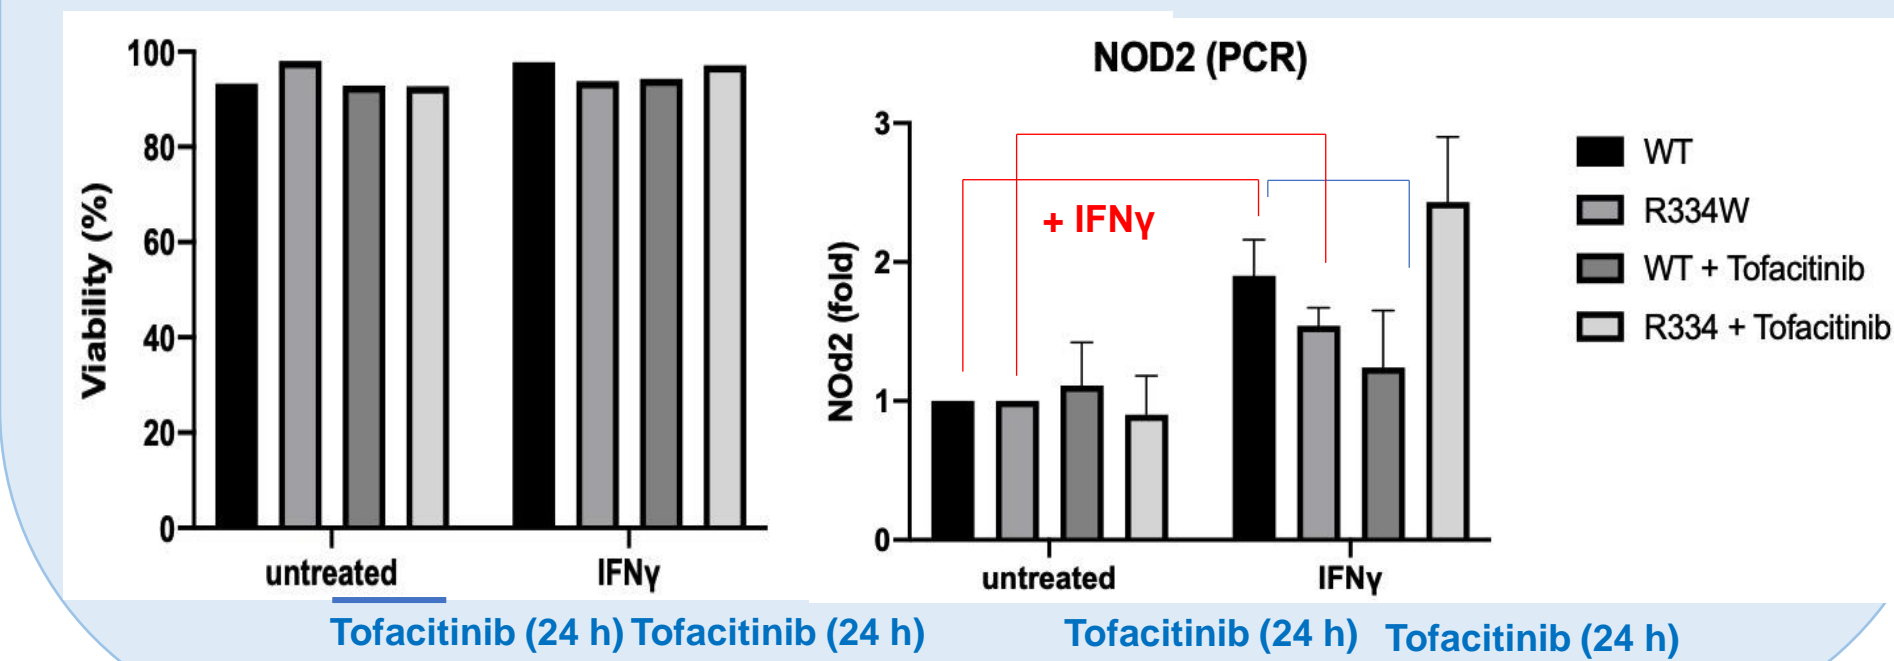 100
80
60
40
20
0
Viability (%)
untreated
IFNγ
Tofacitinib (24 h)
Tofacitinib (24 h)
NOD2 (PCR)
3
2
1
0
NOd2 (fold)
+ IFNγ
untreated
IFNγ
Tofacitinib (24 h)
Tofacitinib (24 h)
WT
R334W
WT + Tofacitinib
R334 + Tofacitinib